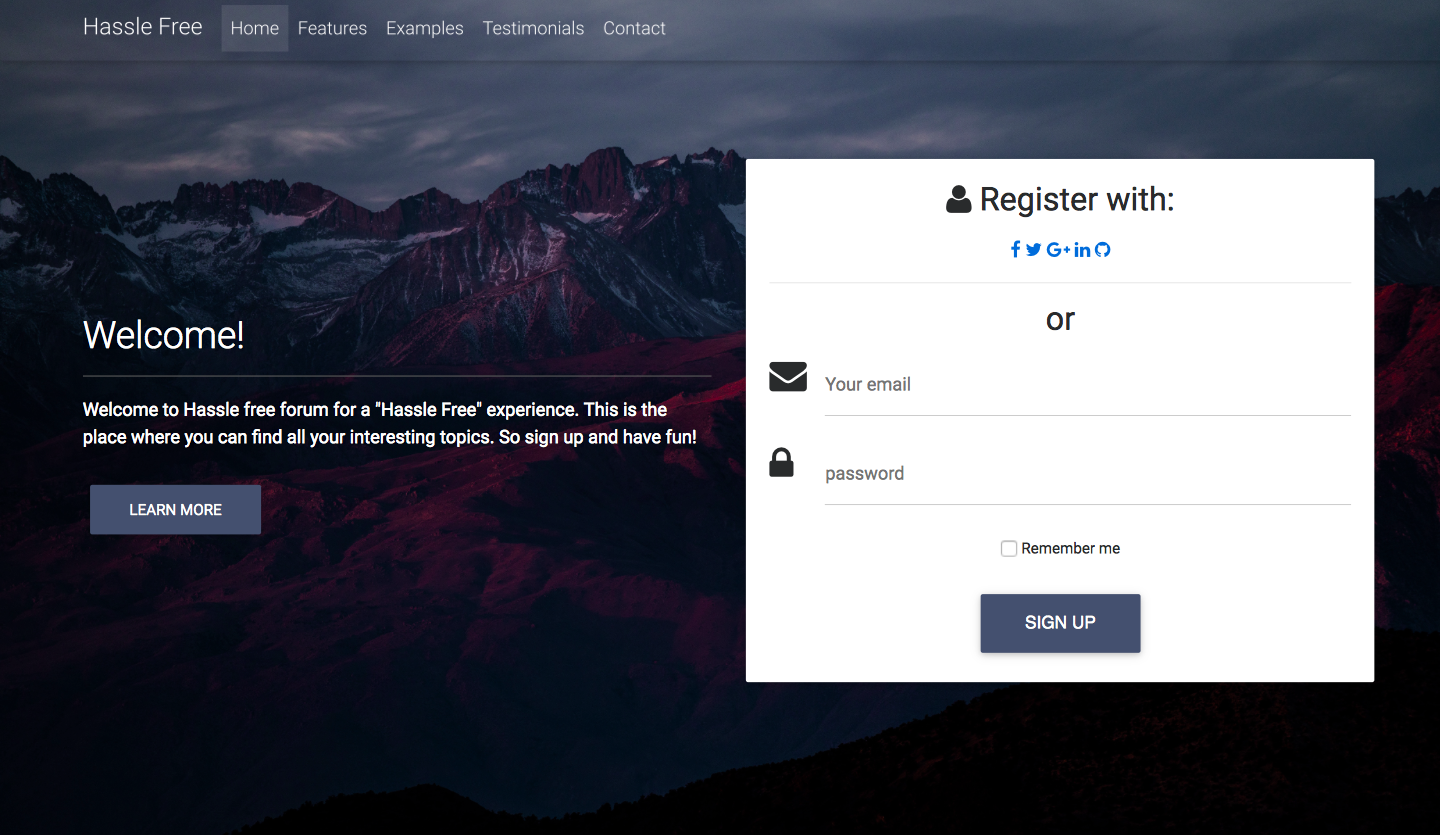 Hassle Free Home Features Examples Testimonials Contact
Welcome!
Welcome to Hassle free forum for a "Hassle Free" experience. This is the
place where you can find all your interesting topics. So sign up and have fun!
LEARN MORE
Register with:
or
Your email
password
Remember me
SIGN UP